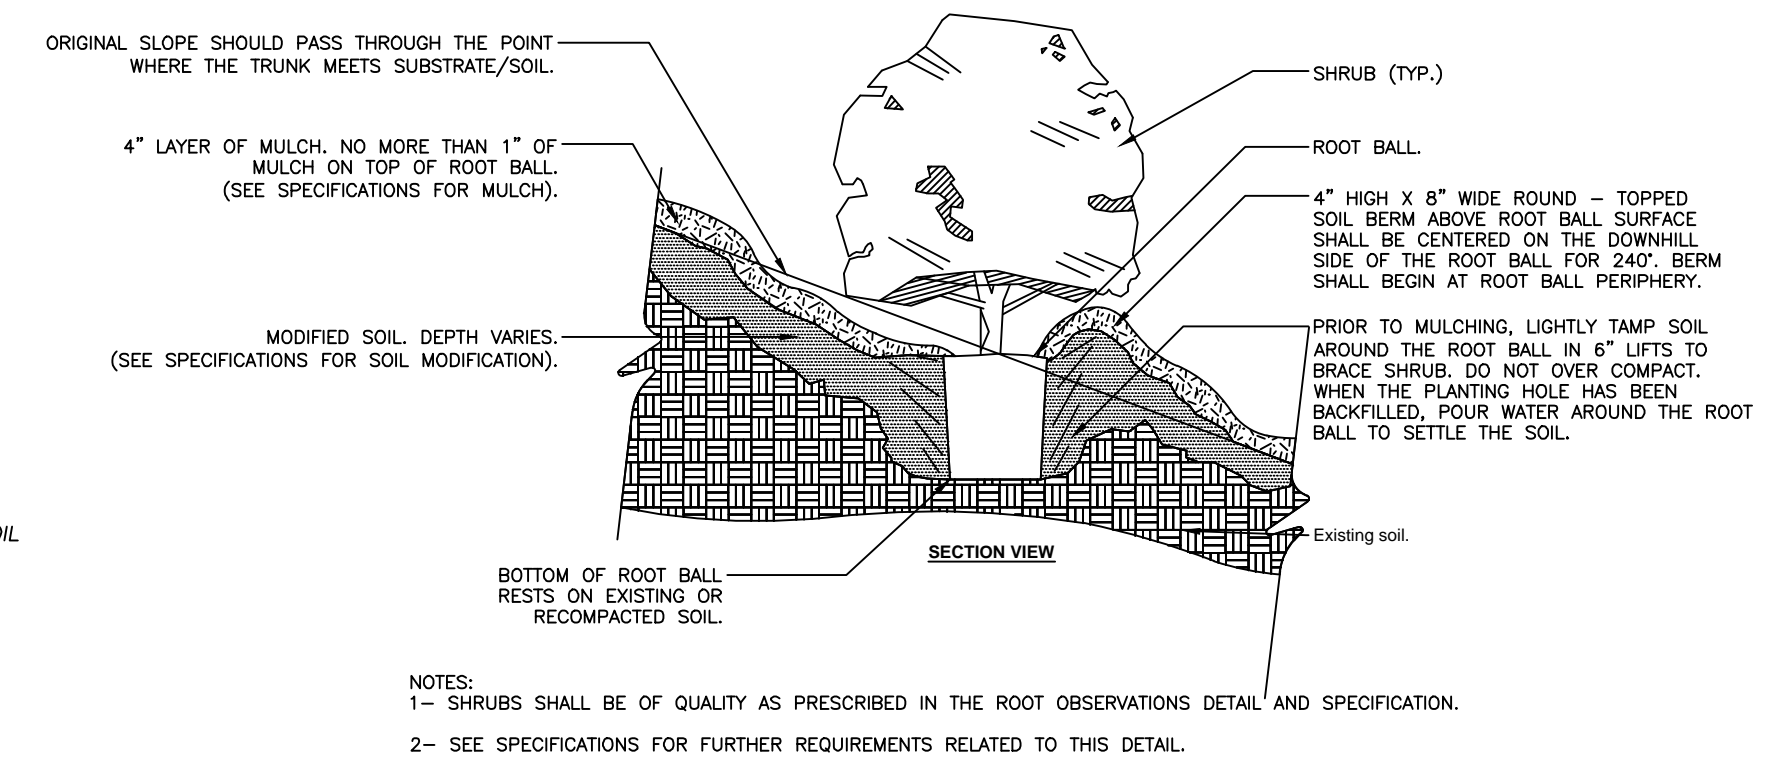 ORIGINAL SLOPE SHOULD PASS THROUGH THE POINT
WHERE THE TRUNK MEETS SUBSTRATE/SOIL.
4” LAYER OF MULCH. NO MORE THAN 1” OF
MULCH ON TOP OF ROOT BALL.
(SEE SPECIFICATIONS FOR MULCH).
MODIFIED SOIL. DEPTH VARIES.
(SEE SPECIFICATIONS FOR SOIL MODIFICATION).
BOTTOM OF ROOT BALL
RESTS ON EXISTING OR
RECOMPACTED SOIL.
SHRUB (TYP.)
ROOT BALL.
4” HIGH X 8” WIDE ROUND – TOPPED
SOIL BERM ABOVE ROOT BALL SURFACE
SHALL BE CENTERED ON THE DOWNHILL
SIDE OF THE ROOT BALL FOR 240°. BERM
SHALL BEGIN AT ROOT BALL PERIPHERY.
PRIOR TO MULCHING, LIGHTLY TAMP SOIL
AROUND THE ROOT BALL IN 6” LIFTS TO
BRACE SHRUB. DO NOT OVER COMPACT.
WHEN THE PLANTING HOLE HAS BEEN
BACKFILLED, POUR WATER AROUND THE ROOT
BALL TO SETTLE THE SOIL.
Existing soil.
SECTION VIEW
NOTES:
1– SHRUBS SHALL BE OF QUALITY AS PRESCRIBED IN THE ROOT OBSERVATIONS DETAIL AND SPECIFICATION.
2– SEE SPECIFICATIONS FOR FURTHER REQUIREMENTS RELATED TO THIS DETAIL.